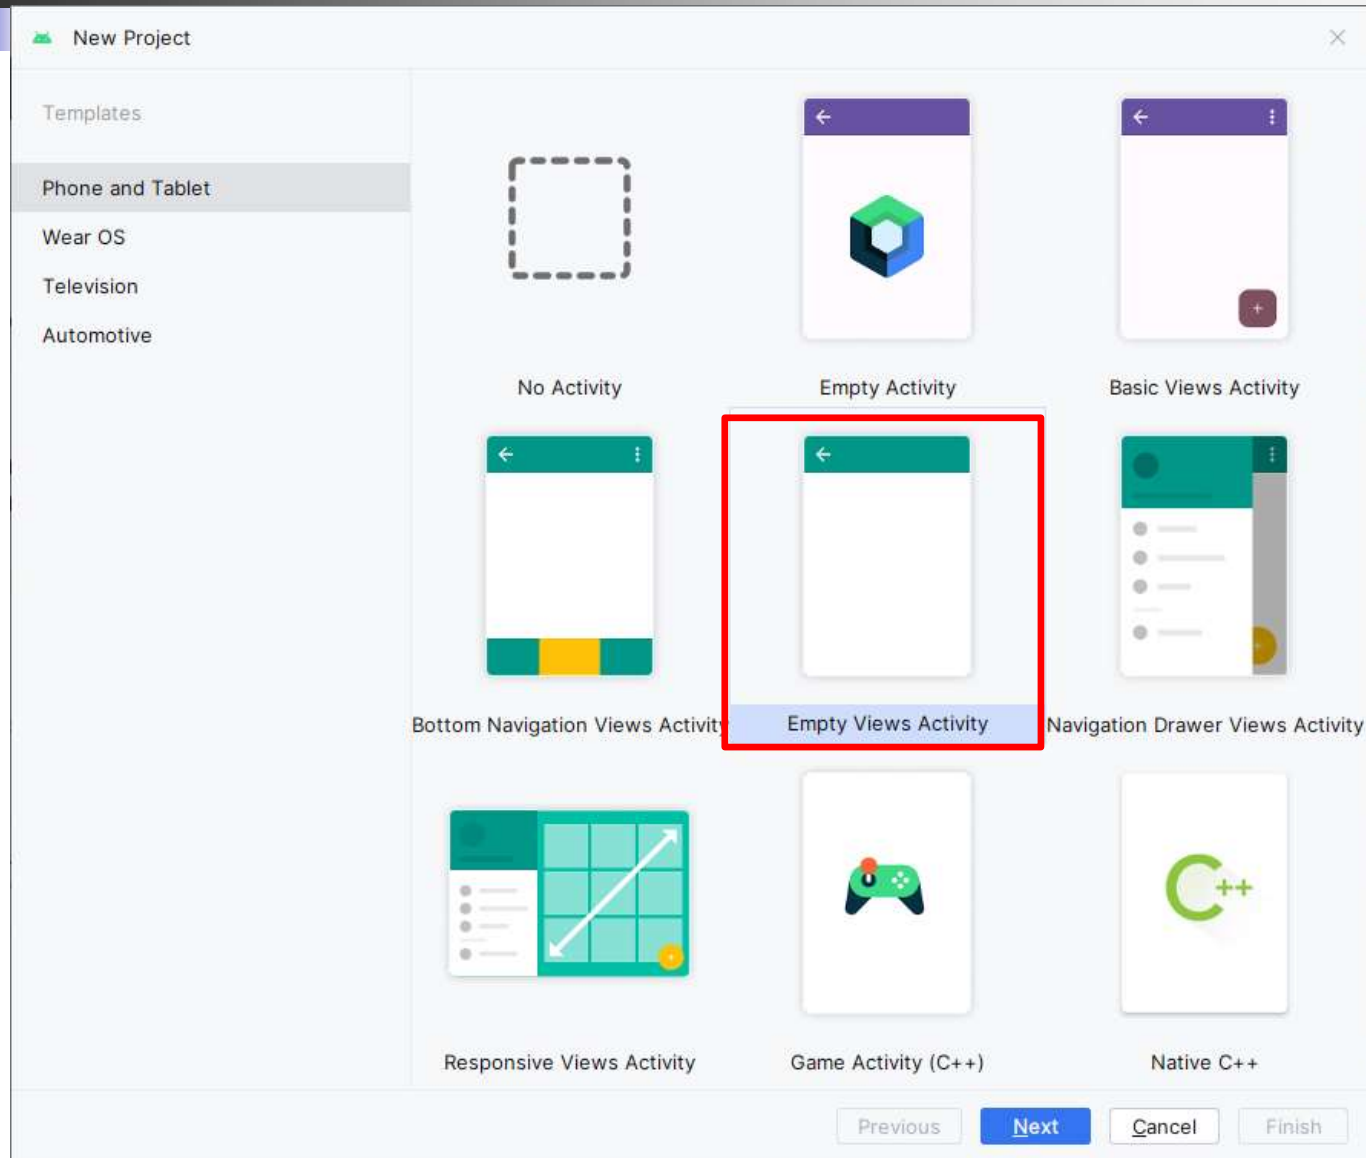 New Project
Templates
Phone and Tablet
Wear OS
Television
Automotive
No Activity
Empty Activity
Basic Views Activity
Bottom Navigation Views Activity
Empty Views Activity
Navigation Drawer Views Activity
C++
Responsive Views Activity
Game Activity (C++)
Native C++
Previous
Next
Cancel
Finish